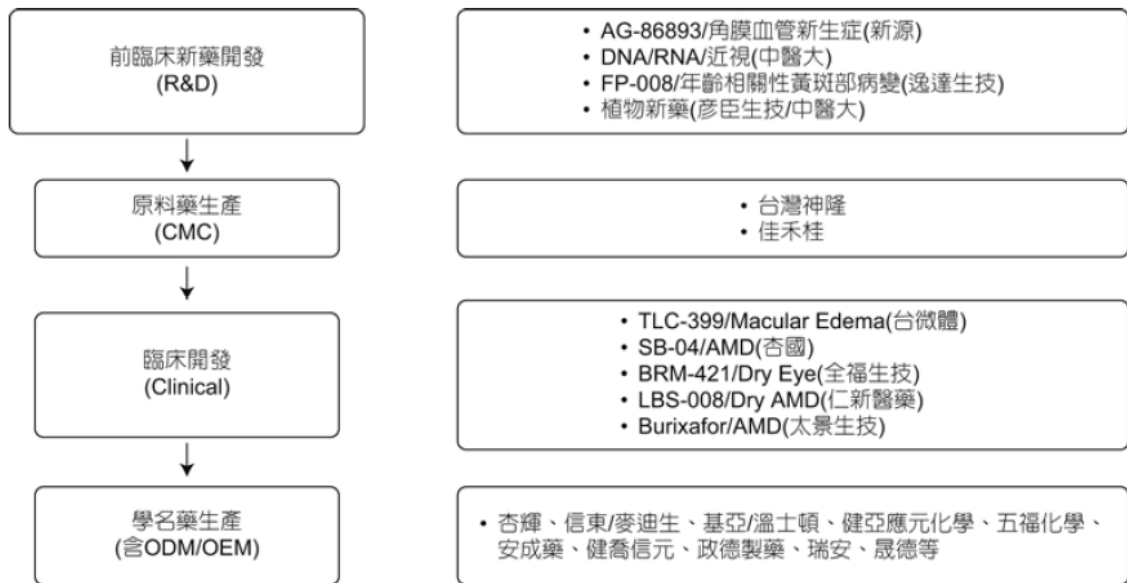 前臨床新藥開發
(R&D)
• AG-86893/角膜血管新生症(新源)
• DNA/RNA/近視(中醫大)
• FP-008/年齡相關性黃斑部病變(逸達生技)
• 植物新藥(彥臣生技/中醫大)
原料藥生產
(CMC)
• 台灣神隆
• 佳禾桂
臨床開發
(Clinical)
• TLC-399/Macular Edema(台微體)
• SB-04/AMD(杏國)
• BRM-421/Dry Eye(全福生技)
• LBS-008/Dry AMD(仁新醫藥)
• Burixafor/AMD(太景生技)
學名藥生產
(含ODM/OEM)
• 杏輝、信東/麥迪生、基亞/溫士頓、健亞應元化學、五福化學、
安成藥、健喬信元、政德製藥、瑞安、晟德等